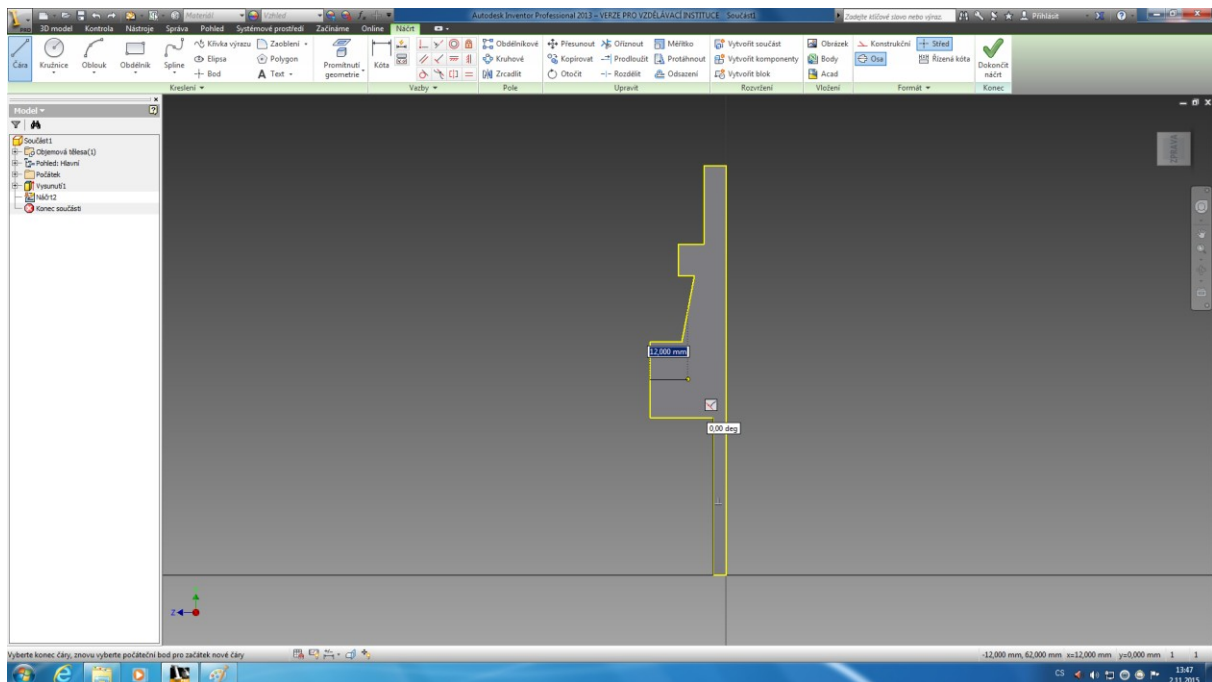 Materiál Vzhled Autodesk Inventor Professional 2013 - VERZE PRO VZDĚLÁVACÍ INSTITUCE Součást1 Zadejte klíčové slovo nebo výraz. Přihlásit
PRO 3D model Kontrola Nástroje Správa Pohled Systémové prostředí Začínáme Online Náčrt
Čára Kružnice Oblouk Obdélník Spline
Křivka výrazu Zaoblení
Elipsa Polygon
Bod A Text
Promítnutí geometrie
Kóta
Obdélníkové
Kruhové
Zrcadlit
Přesunout Oříznout Měřítko
Kopírovat Prodloužit Protáhnout
Otočit Rozdělit Odsazení
Vytvořit součást
Vytvořit komponenty
Vytvořit blok
Obrázek
Body
Acad
Konstrukční Střed
Osa Řízená kóta
Dokončit náčrt
Kreslení Vazby Pole Upravit Rozvržení Vložení Formát Konec
Model
Součást1
Objemová tělesa(1)
Pohled: Hlavní
Počátek
Vysunutí1
Náčrt2
Konec součásti
ZPRAVA
12,000 mm
0,00 deg
Z
Vyberte konec čáry, znovu vyberte počáteční bod pro začátek nové čáry
-12,000 mm, 62,000 mm x=12,000 mm y=0,000 mm 1 1
CS 13:47
2.11.2015